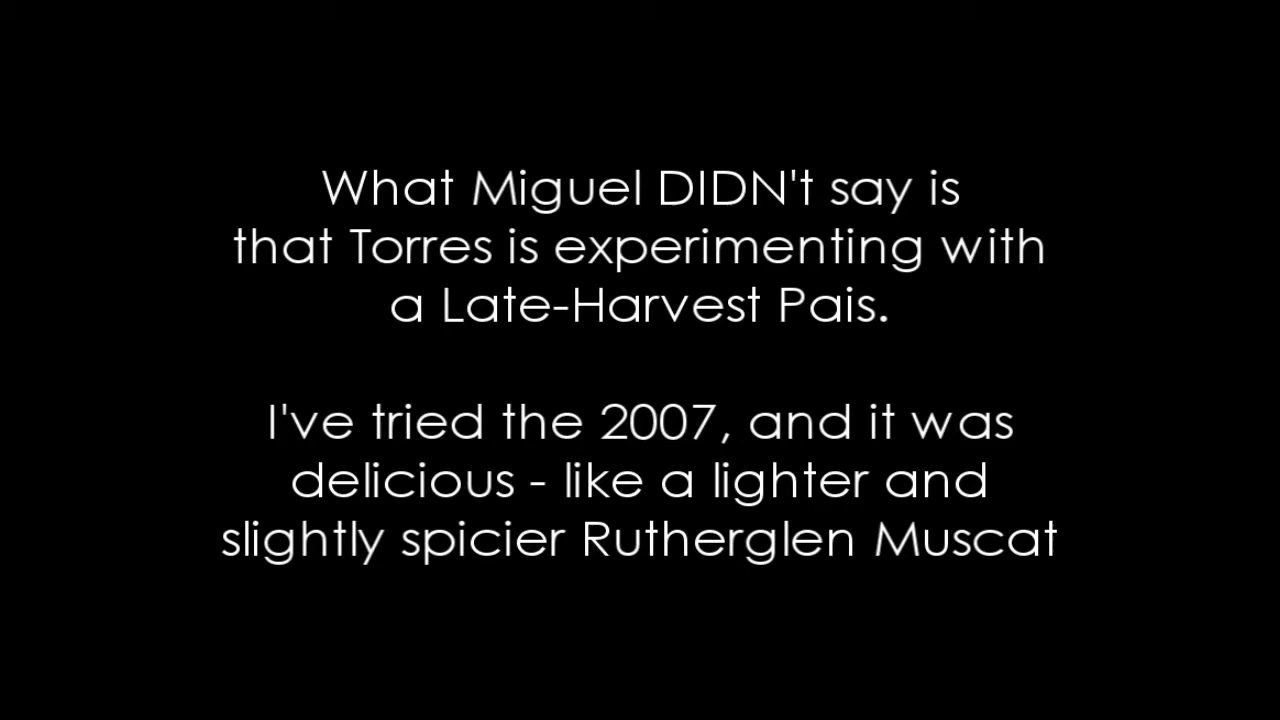 What Miguel DIDN't say is
that Torres is experimenting with
a Late-Harvest Pais.
I've tried the 2007, and it was
delicious - like a lighter and
slightly spicier Rutherglen Muscat